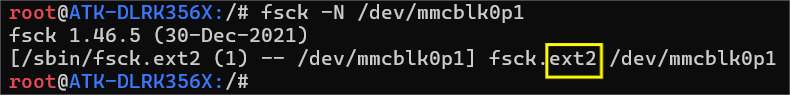 root@ATK-DLRK356X:/# fsck -N /dev/mmcblk0p1
fsck 1.46.5 (30-Dec-2021)
[/sbin/fsck.ext2 (1) -- /dev/mmcblk0p1] fsck.ext2 /dev/mmcblk0p1
root@ATK-DLRK356X:/#